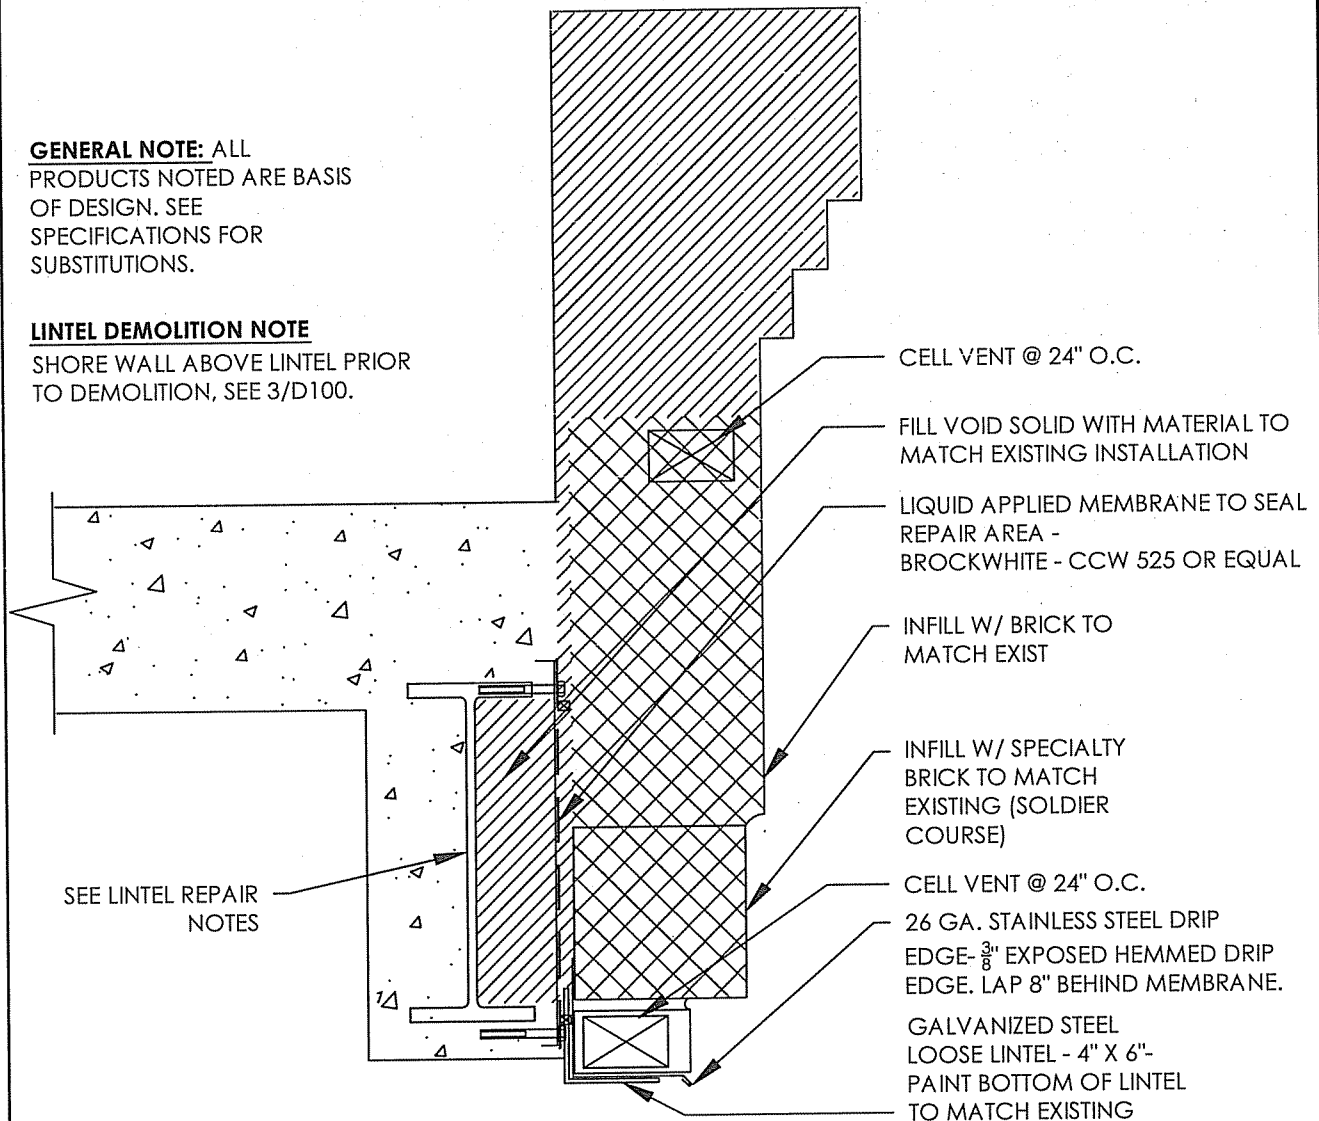 GENERAL NOTE: ALL
PRODUCTS NOTED ARE BASIS
OF DESIGN. SEE
SPECIFICATIONS FOR
SUBSTITUTIONS.
LINTEL DEMOLITION NOTE
SHORE WALL ABOVE LINTEL PRIOR
TO DEMOLITION, SEE 3/D100.
SEE LINTEL REPAIR
NOTES
CELL VENT @ 24" O.C.
FILL VOID SOLID WITH MATERIAL TO
MATCH EXISTING INSTALLATION
LIQUID APPLIED MEMBRANE TO SEAL
REPAIR AREA -
BROCKWHITE - CCW 525 OR EQUAL
INFILL W/ BRICK TO
MATCH EXIST
INFILL W/ SPECIALTY
BRICK TO MATCH
EXISTING (SOLDIER
COURSE)
CELL VENT @ 24" O.C.
26 GA. STAINLESS STEEL DRIP
EDGE- 3/8" EXPOSED HEMMED DRIP
EDGE. LAP 8" BEHIND MEMBRANE.
GALVANIZED STEEL
LOOSE LINTEL - 4" X 6"-
PAINT BOTTOM OF LINTEL
TO MATCH EXISTING